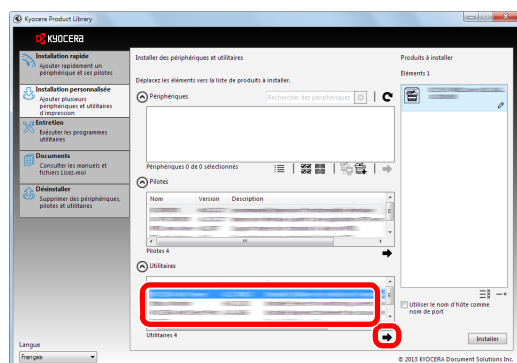 Kyocera Product Library
KYOCERA
Installation rapide
Ajouter rapidement un
périphérique et ses pilotes
Installation personnalisée
Ajouter plusieurs
périphériques et utilitaires
d'impression
Entretien
Exécuter les programmes
utilitaires
Documents
Consulter les manuels et
fichiers Lisez-moi
Désinstaller
Supprimer des périphériques,
pilotes et utilitaires
Langue
Français
Installer des périphériques et utilitaires
Déplacez les éléments vers la liste de produits à installer.
Périphériques
Rechercher des périphériques
Périphériques 0 de 0 sélectionnés
Pilotes
Nom Version Description
Pilotes 4
Utilitaires
Utilitaires 4
Produits à installer
Éléments 1
Utiliser le nom d'hôte comme
nom de port
Installer
© 2013 KYOCERA Document Solutions Inc.